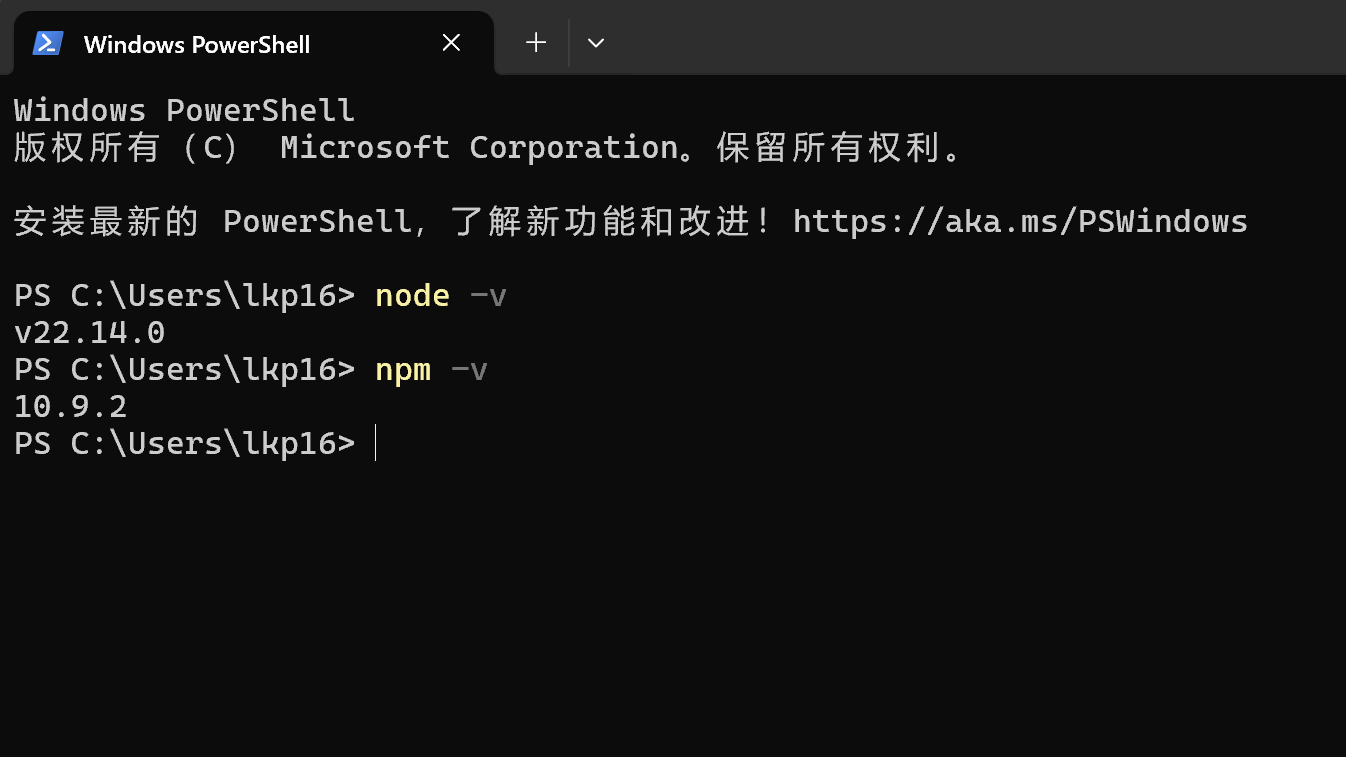 Windows PowerShell
Windows PowerShell
版权所有（C） Microsoft Corporation。保留所有权利。
安装最新的 PowerShell，了解新功能和改进！https://aka.ms/PSWindows
PS C:\Users\lkp16> node -v
v22.14.0
PS C:\Users\lkp16> npm -v
10.9.2
PS C:\Users\lkp16>